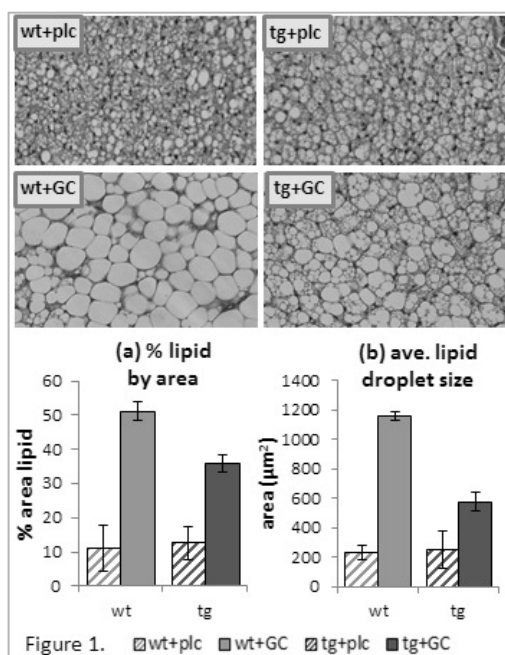 wt+plc
tg+plc
wt+GC
tg+GC
(a) % lipid
by area
% area lipid
60
50
40
30
20
10
0
wt
tg
(b) ave. lipid
droplet size
area (µm²)
1400
1200
1000
800
600
400
200
0
wt
tg
Figure 1. wt+plc wt+GC tg+plc tg+GC